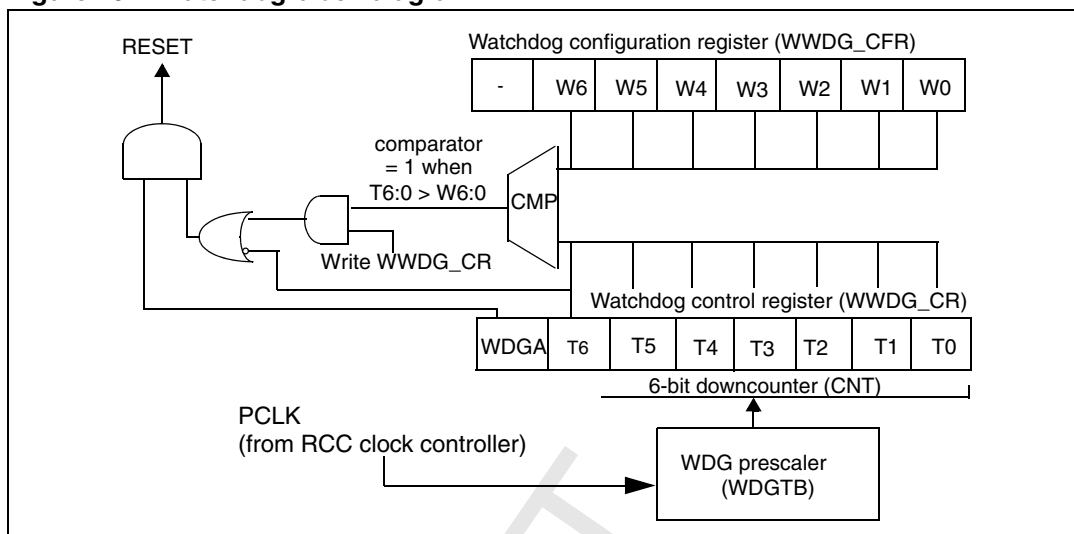 RESET
Watchdog configuration register (WWDG_CFR)
- W6 W5 W4 W3 W2 W1 W0
comparator
= 1 when
T6:0 > W6:0
CMP
Write WWDG_CR
Watchdog control register (WWDG_CR)
WDGA T6 T5 T4 T3 T2 T1 T0
6-bit downcounter (CNT)
PCLK
(from RCC clock controller)
WDG prescaler
(WDGTB)